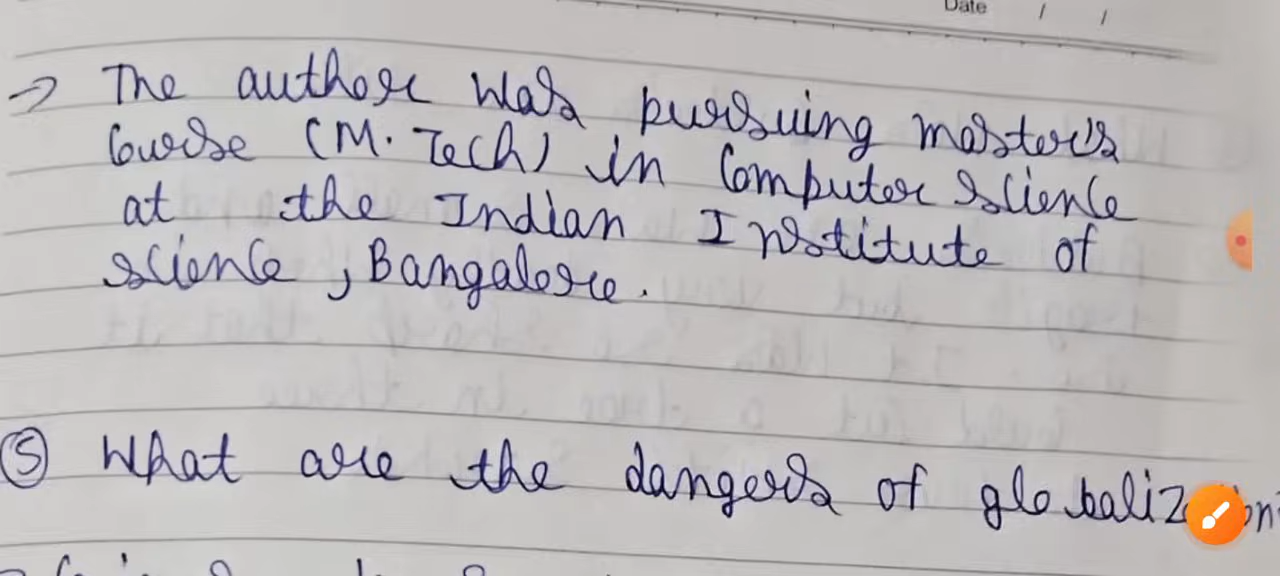 Date / /
→ The author was pursuing master's
Course (M. Tech) in Computer Science
at the Indian Institute of
science, Bangalore.
⑤ What are the dangers of globalization